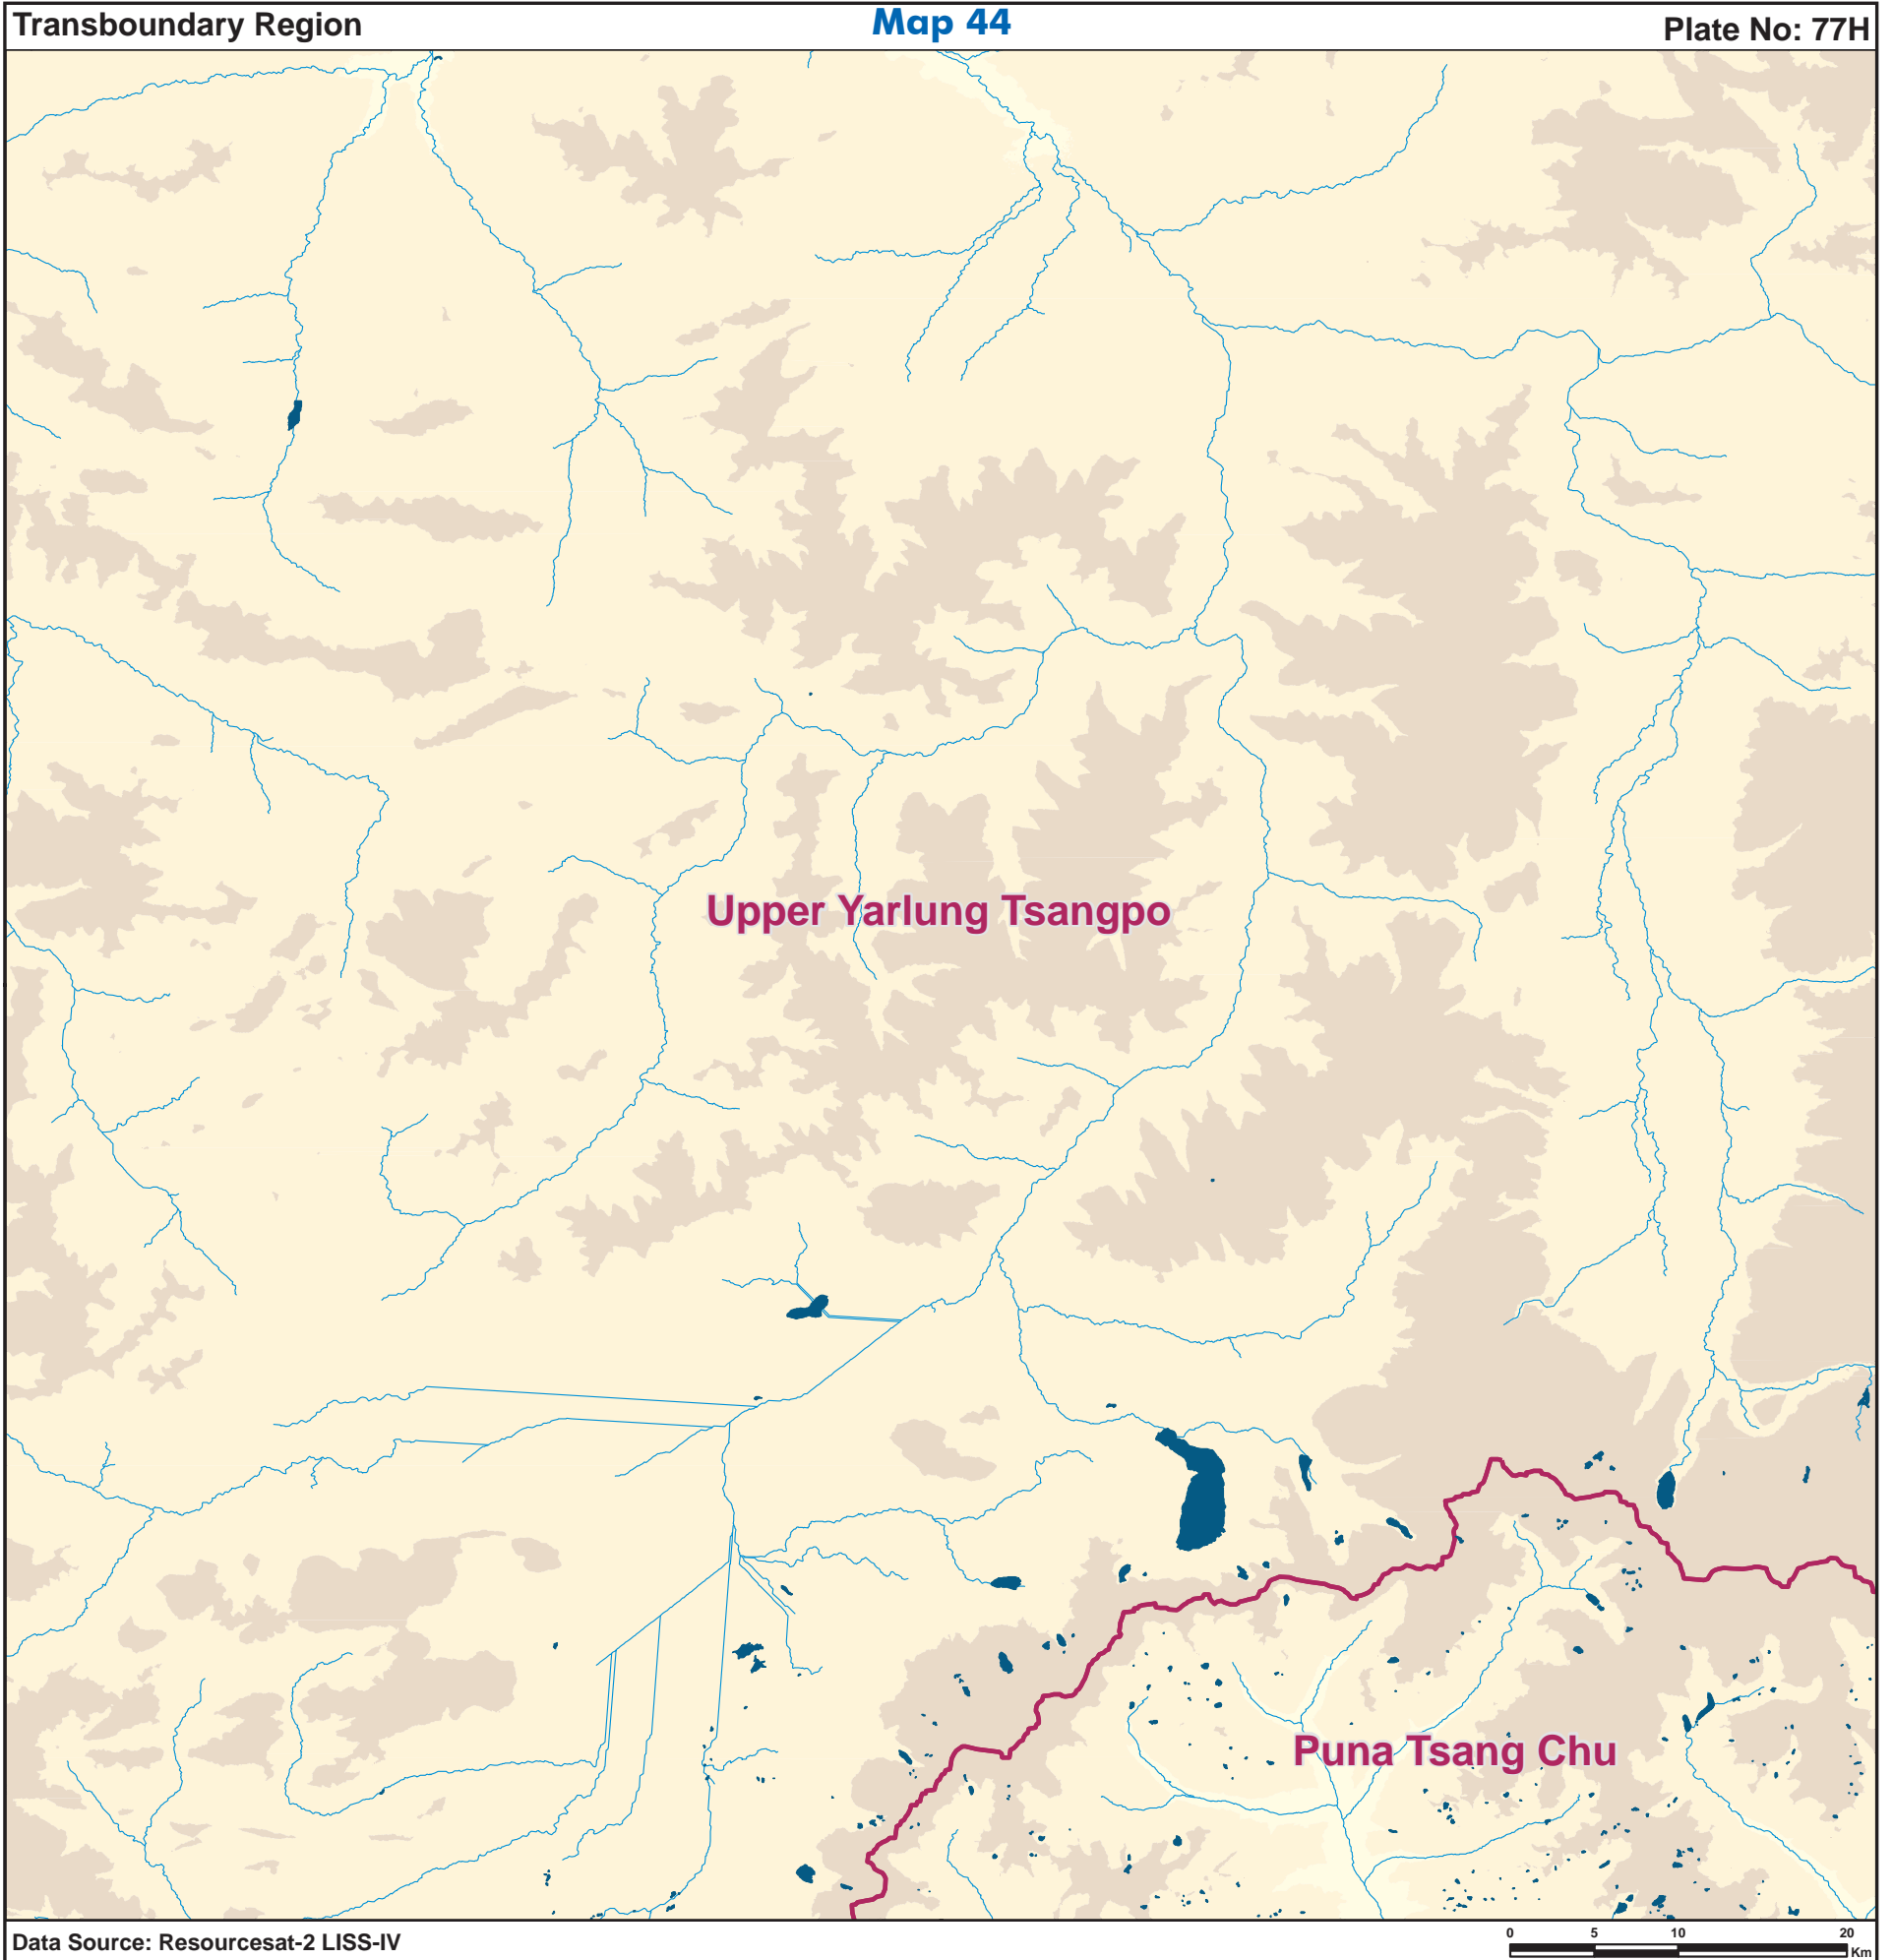 Transboundary Region
Map 44
Plate No: 77H
Upper Yarlung Tsangpo
Puna Tsang Chu
Data Source: Resourcesat-2 LISS-IV
0 5 10 20
Km